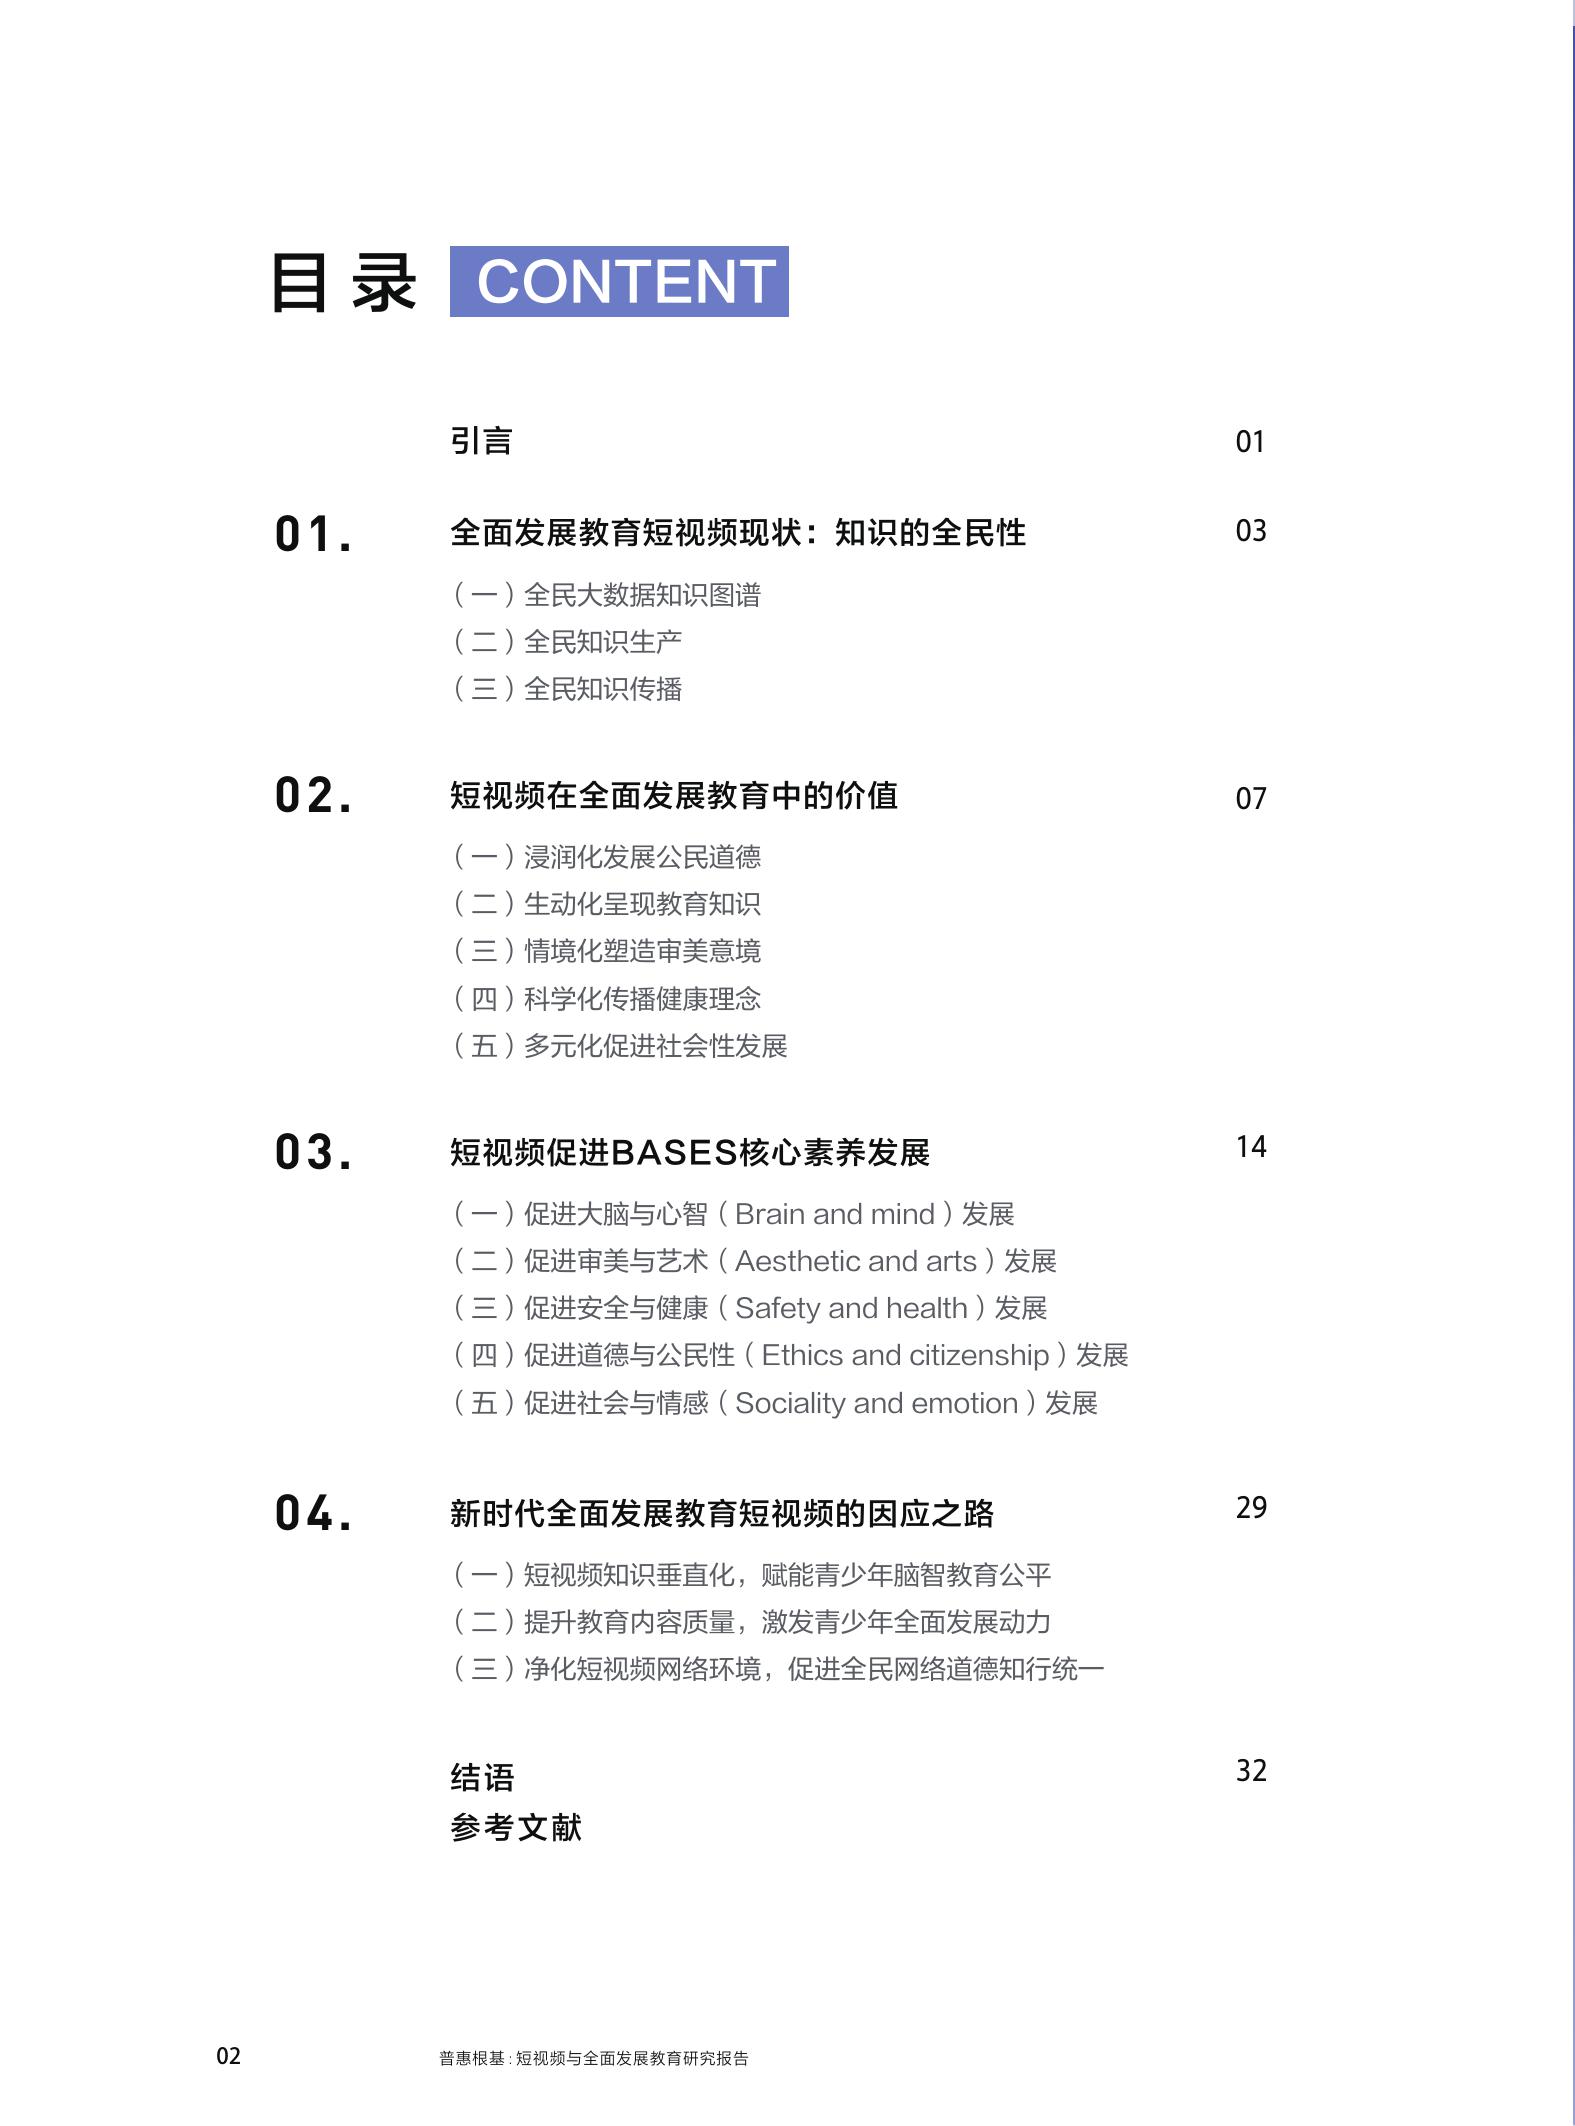 目录 CONTENT
引言 01
01. 全面发展教育短视频现状：知识的全民性 03
（一）全民大数据知识图谱
（二）全民知识生产
（三）全民知识传播
02. 短视频在全面发展教育中的价值 07
（一）浸润化发展公民道德
（二）生动化呈现教育知识
（三）情境化塑造审美意境
（四）科学化传播健康理念
（五）多元化促进社会性发展
03. 短视频促进BASES核心素养发展 14
（一）促进大脑与心智（Brain and mind）发展
（二）促进审美与艺术（Aesthetic and arts）发展
（三）促进安全与健康（Safety and health）发展
（四）促进道德与公民性（Ethics and citizenship）发展
（五）促进社会与情感（Sociality and emotion）发展
04. 新时代全面发展教育短视频的因应之路 29
（一）短视频知识垂直化，赋能青少年脑智教育公平
（二）提升教育内容质量，激发青少年全面发展动力
（三）净化短视频网络环境，促进全民网络道德知行统一
结语 32
参考文献
02 普惠根基：短视频与全面发展教育研究报告